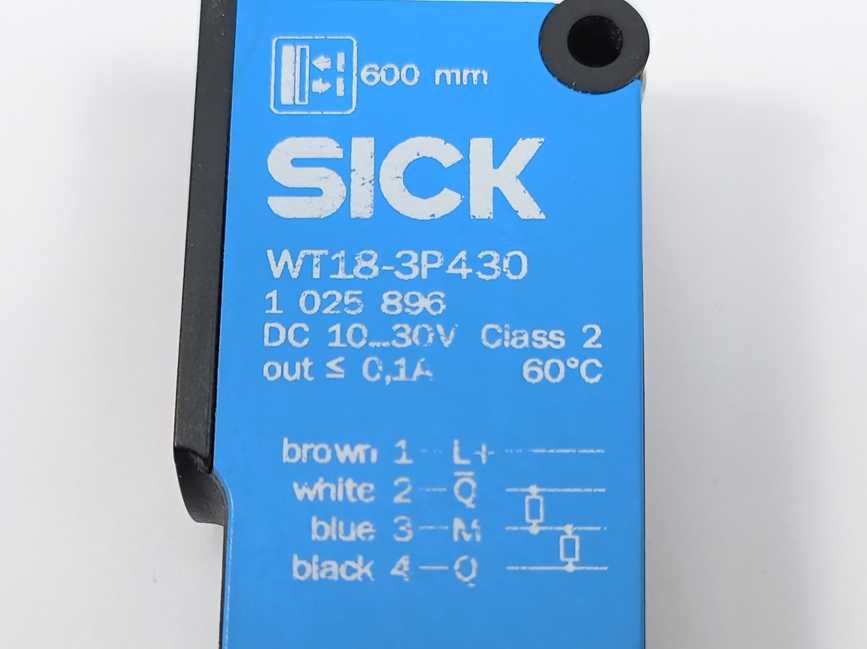 600 mm
SICK
WT18-3P430
1 025 896
DC 10...30V Class 2
out ≤ 0,1A 60°C
brown 1 L+
white 2 Q̅
blue 3 M
black 4 Q